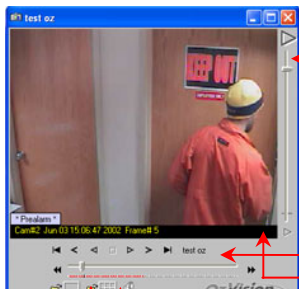 test oz
KEEP OUT
* Prealarm *
Cam#2 Jun 03 15:06:47 2002 Frame# 5
test oz
OzVision